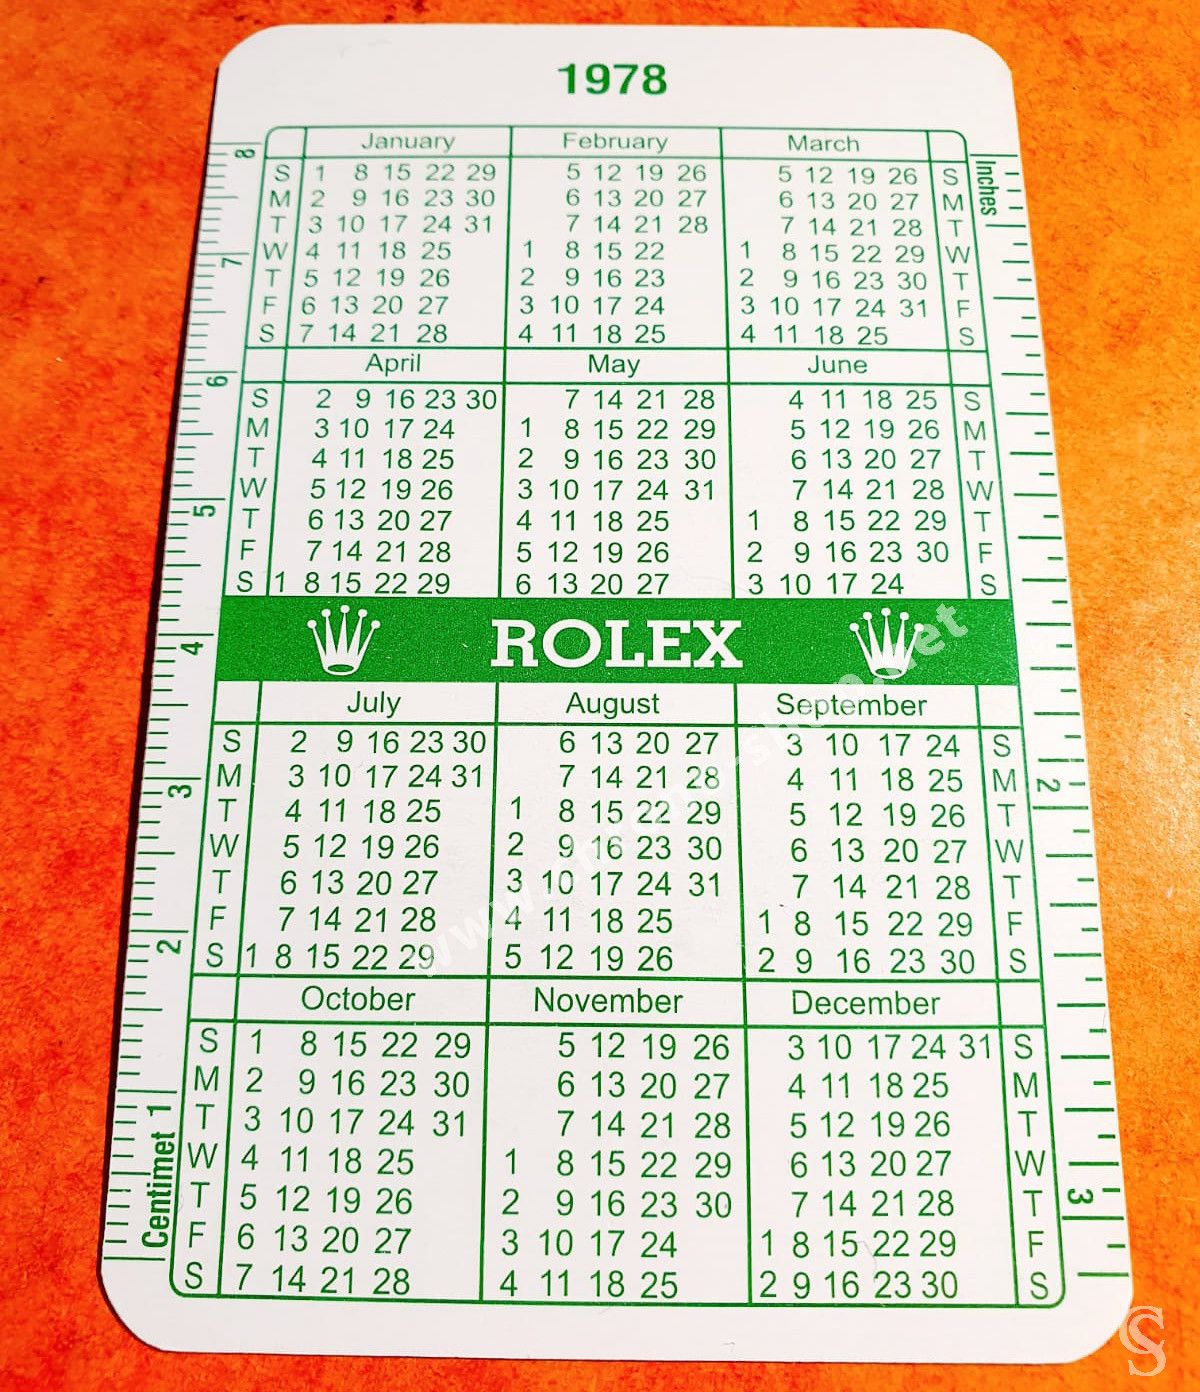 1978
January February March
S 1 8 15 22 29 5 12 19 26 5 12 19 26 S
M 2 9 16 23 30 6 13 20 27 6 13 20 27 M
T 3 10 17 24 31 7 14 21 28 7 14 21 28 T
W 4 11 18 25 1 8 15 22 1 8 15 22 29 W
T 5 12 19 26 2 9 16 23 2 9 16 23 30 T
F 6 13 20 27 3 10 17 24 3 10 17 24 31 F
S 7 14 21 28 4 11 18 25 4 11 18 25 S
April May June
S 2 9 16 23 30 7 14 21 28 4 11 18 25 S
M 3 10 17 24 1 8 15 22 29 5 12 19 26 M
T 4 11 18 25 2 9 16 23 30 6 13 20 27 T
W 5 12 19 26 3 10 17 24 31 7 14 21 28 W
T 6 13 20 27 4 11 18 25 1 8 15 22 29 T
F 7 14 21 28 5 12 19 26 2 9 16 23 30 F
S 1 8 15 22 29 6 13 20 27 3 10 17 24 S
ROLEX
July August September
S 2 9 16 23 30 6 13 20 27 3 10 17 24 S
M 3 10 17 24 31 7 14 21 28 4 11 18 25 M
T 4 11 18 25 1 8 15 22 29 5 12 19 26 T
W 5 12 19 26 2 9 16 23 30 6 13 20 27 W
T 6 13 20 27 3 10 17 24 31 7 14 21 28 T
F 7 14 21 28 4 11 18 25 1 8 15 22 29 F
S 1 8 15 22 29 5 12 19 26 2 9 16 23 30 S
October November December
S 1 8 15 22 29 5 12 19 26 3 10 17 24 31 S
M 2 9 16 23 30 6 13 20 27 4 11 18 25 M
T 3 10 17 24 31 7 14 21 28 5 12 19 26 T
W 4 11 18 25 1 8 15 22 29 6 13 20 27 W
T 5 12 19 26 2 9 16 23 30 7 14 21 28 T
F 6 13 20 27 3 10 17 24 1 8 15 22 29 F
S 7 14 21 28 4 11 18 25 2 9 16 23 30 S
Centimet 1 2 3 4 5 6 7 8
Inches 2 3